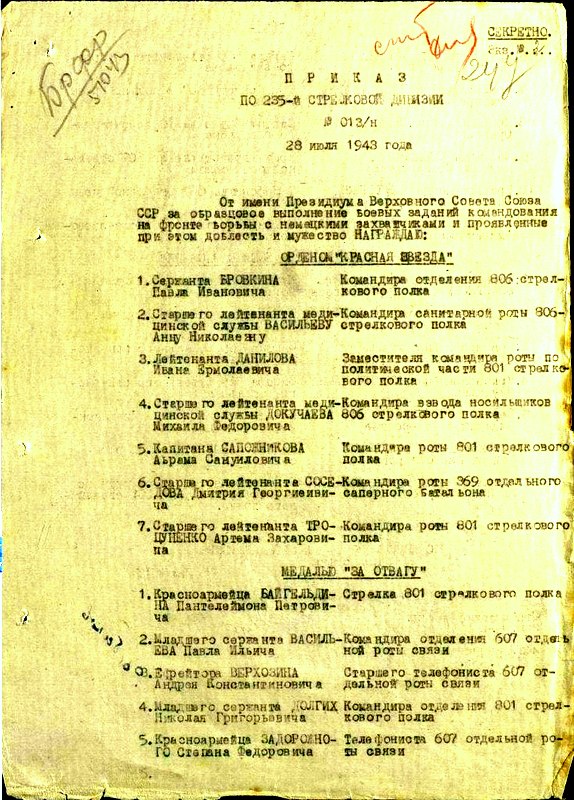 СЕКРЕТНО.
экз. №
249
БРФФ
51043
ПРИКАЗ
ПО 235-й СТРЕЛКОВОЙ ДИВИЗИИ
№ 013/н
28 июля 1943 года
От имени Президиума Верховного Совета Союза
ССР за образцовое выполнение боевых заданий командования
на фронте борьбы с немецкими захватчиками и проявленные
при этом доблесть и мужество НАГРАЖДАЮ:
ОРДЕНОМ "КРАСНАЯ ЗВЕЗДА"
1. Сержанта БРОВКИНА Командира отделения 806 стрел-
Павла Ивановича кового полка
2. Старшего лейтенанта меди- Командира санитарной роты 806-
цинской службы ВАСИЛЬЕВУ стрелкового полка
Анну Николаевну
3. Лейтенанта ДАНИЛОВА Заместителя командира роты по
Ивана Ермолаевича политической части 801 стрелко-
вого полка
4. Старшего лейтенанта меди- Командира взвода носильщиков
цинской службы ДОКУЧАЕВА 806 стрелкового полка
Михаила Федоровича
5. Капитана САПОЖНИКОВА Командира роты 801 стрелкового
Абрама Самуиловича полка
6. Старшего лейтенанта СОСЕ- Командира роты 369 отдельного
ДОВА Дмитрия Георгиеиви- саперного батальона
ча
7. Старшего лейтенанта ТРО- Командира роты 801 стрелкового
ЦУПЕНКО Артема Захарови- полка
ча
МЕДАЛЬЮ "ЗА ОТВАГУ"
1. Красноармейца БАЙГЕЛЬДИ- Стрелка 801 стрелкового полка
НА Пантелеймона Петрови-
ча
2. Младшего сержанта ВАСИЛЬ- Командира отделения 607 отдель
ЕВА Павла Ильича ной роты связи
3. Ефрейтора ВЕРХОЗИНА Старшего телефониста 607 от-
Андрея Константиновича дельной роты связи
4. Младшего сержанта ДОЛГИХ Командира отделения 801 стрел-
Николая Григорьевича кового полка
5. Красноармейца ЗАДОРОЖНО- Телефониста 607 отдельной ро-
ГО Степана Федоровича ты связи